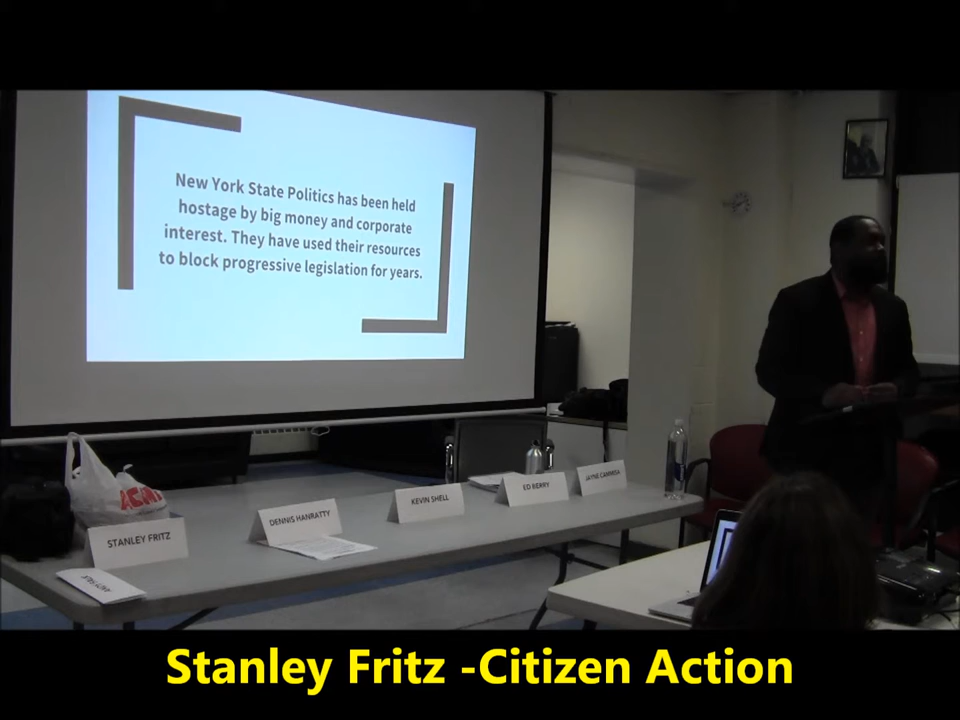 New York State Politics has been held
hostage by big money and corporate
interest. They have used their resources
to block progressive legislation for years.
ACME
STANLEY FRITZ
DENNIS HANRATTY
KEVIN SHELL
ED BERRY
JAYNE CAMMISA
Stanley Fritz -Citizen Action